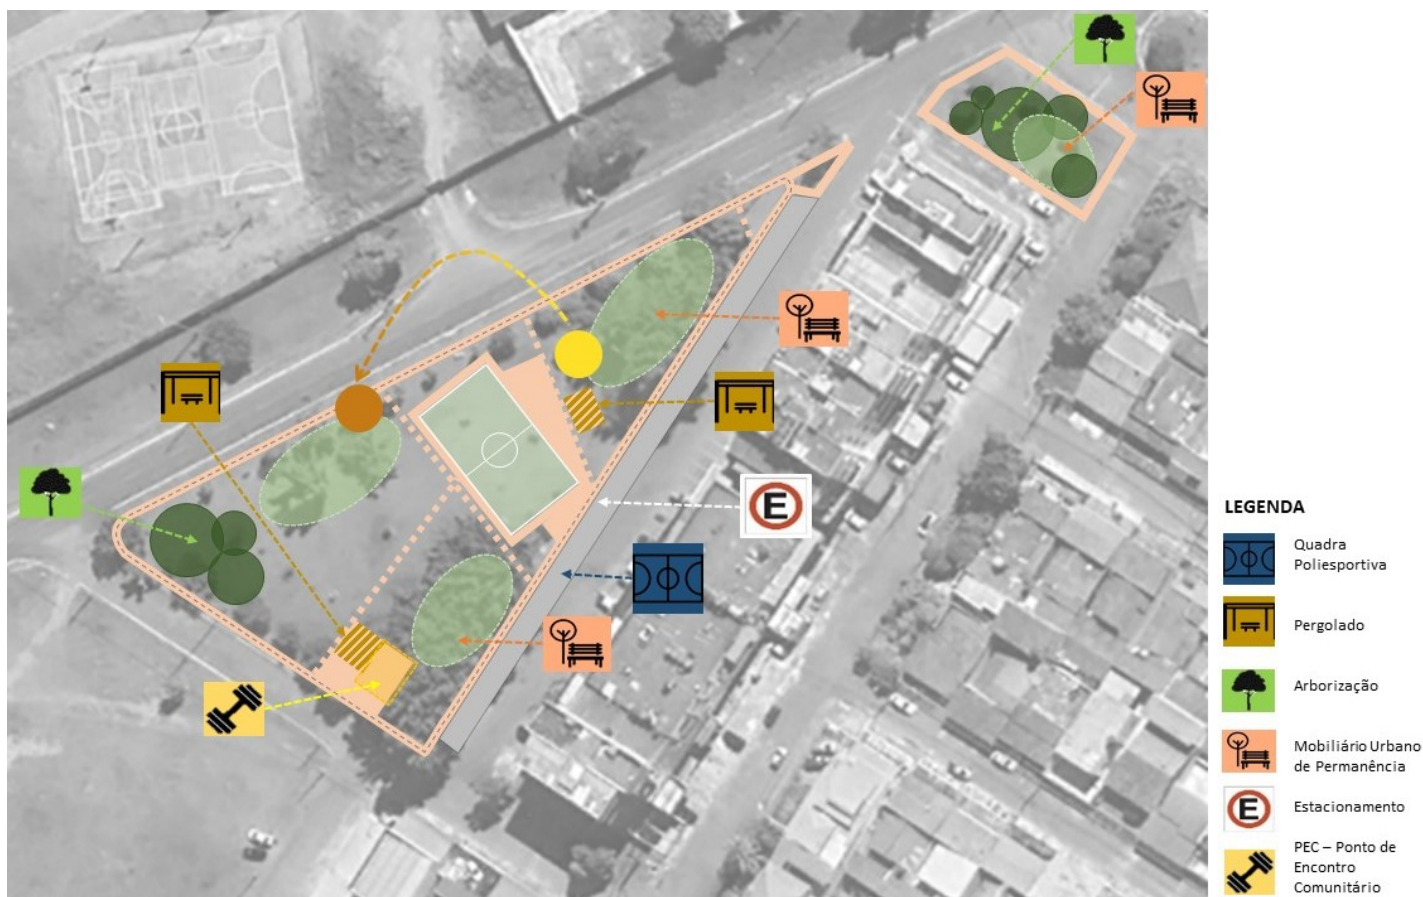 E
LEGENDA
Quadra
Poliesportiva
Pergolado
Arborização
Mobiliário Urbano
de Permanência
E
Estacionamento
PEC – Ponto de
Encontro
Comunitário